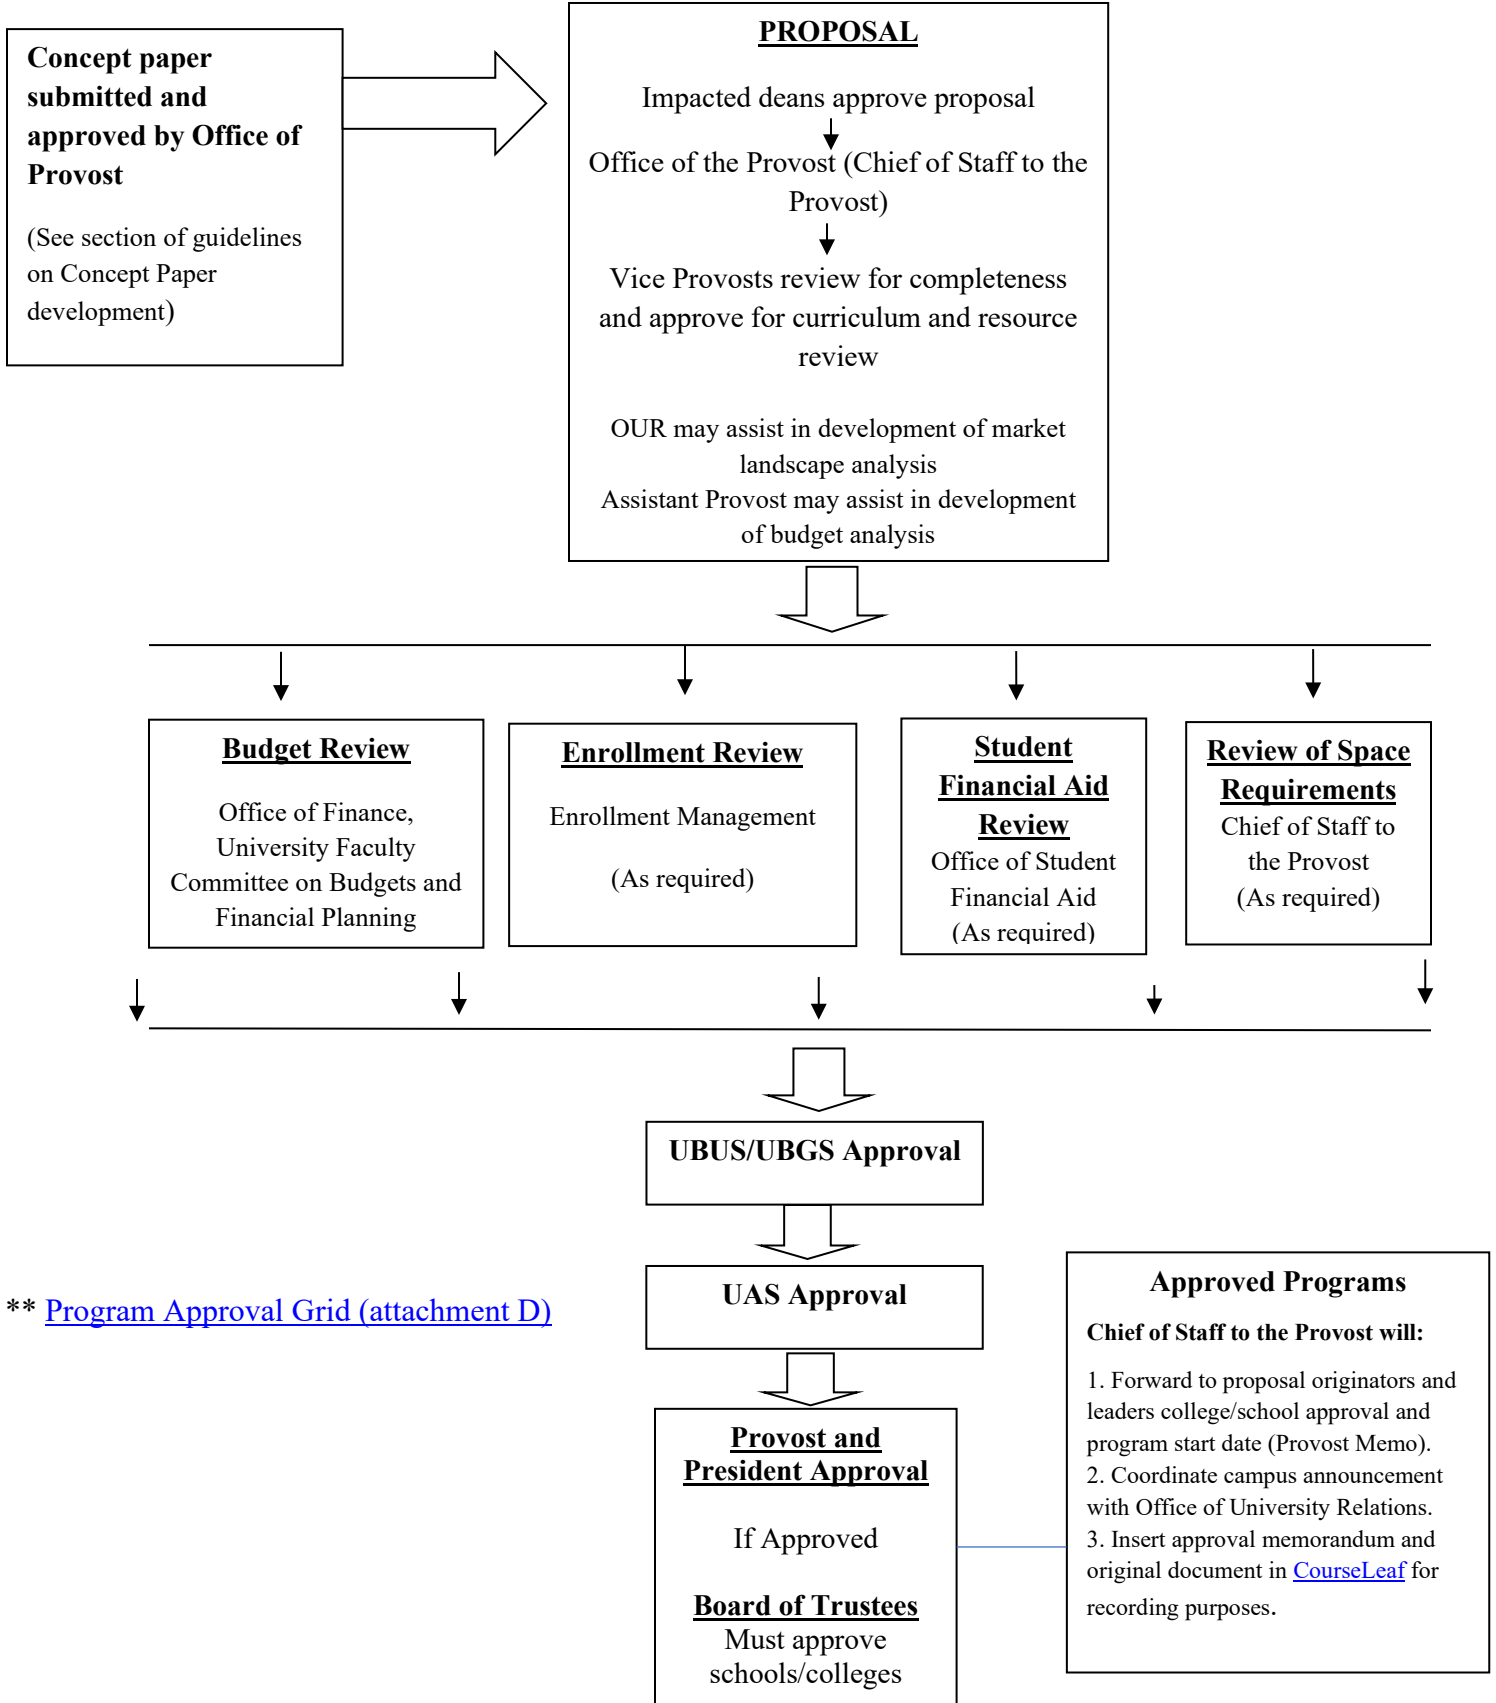 Concept paper
submitted and
approved by Office of
Provost
(See section of guidelines
on Concept Paper
development)
PROPOSAL
Impacted deans approve proposal
Office of the Provost (Chief of Staff to the
Provost)
Vice Provosts review for completeness
and approve for curriculum and resource
review
OUR may assist in development of market
landscape analysis
Assistant Provost may assist in development
of budget analysis
Budget Review
Office of Finance,
University Faculty
Committee on Budgets and
Financial Planning
Enrollment Review
Enrollment Management
(As required)
Student
Financial Aid
Review
Office of Student
Financial Aid
(As required)
Review of Space
Requirements
Chief of Staff to
the Provost
(As required)
UBUS/UBGS Approval
UAS Approval
** Program Approval Grid (attachment D)
Provost and
President Approval
If Approved
Board of Trustees
Must approve
schools/colleges
Approved Programs
Chief of Staff to the Provost will:
1. Forward to proposal originators and
leaders college/school approval and
program start date (Provost Memo).
2. Coordinate campus announcement
with Office of University Relations.
3. Insert approval memorandum and
original document in CourseLeaf for
recording purposes.